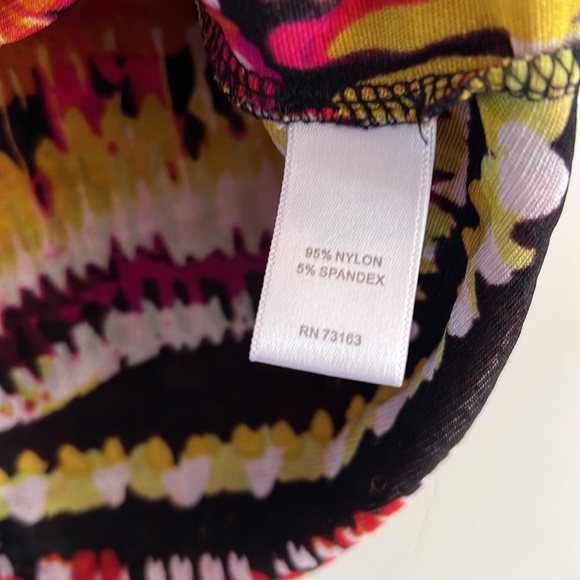 95% NYLON
5% SPANDEX
RN 73163